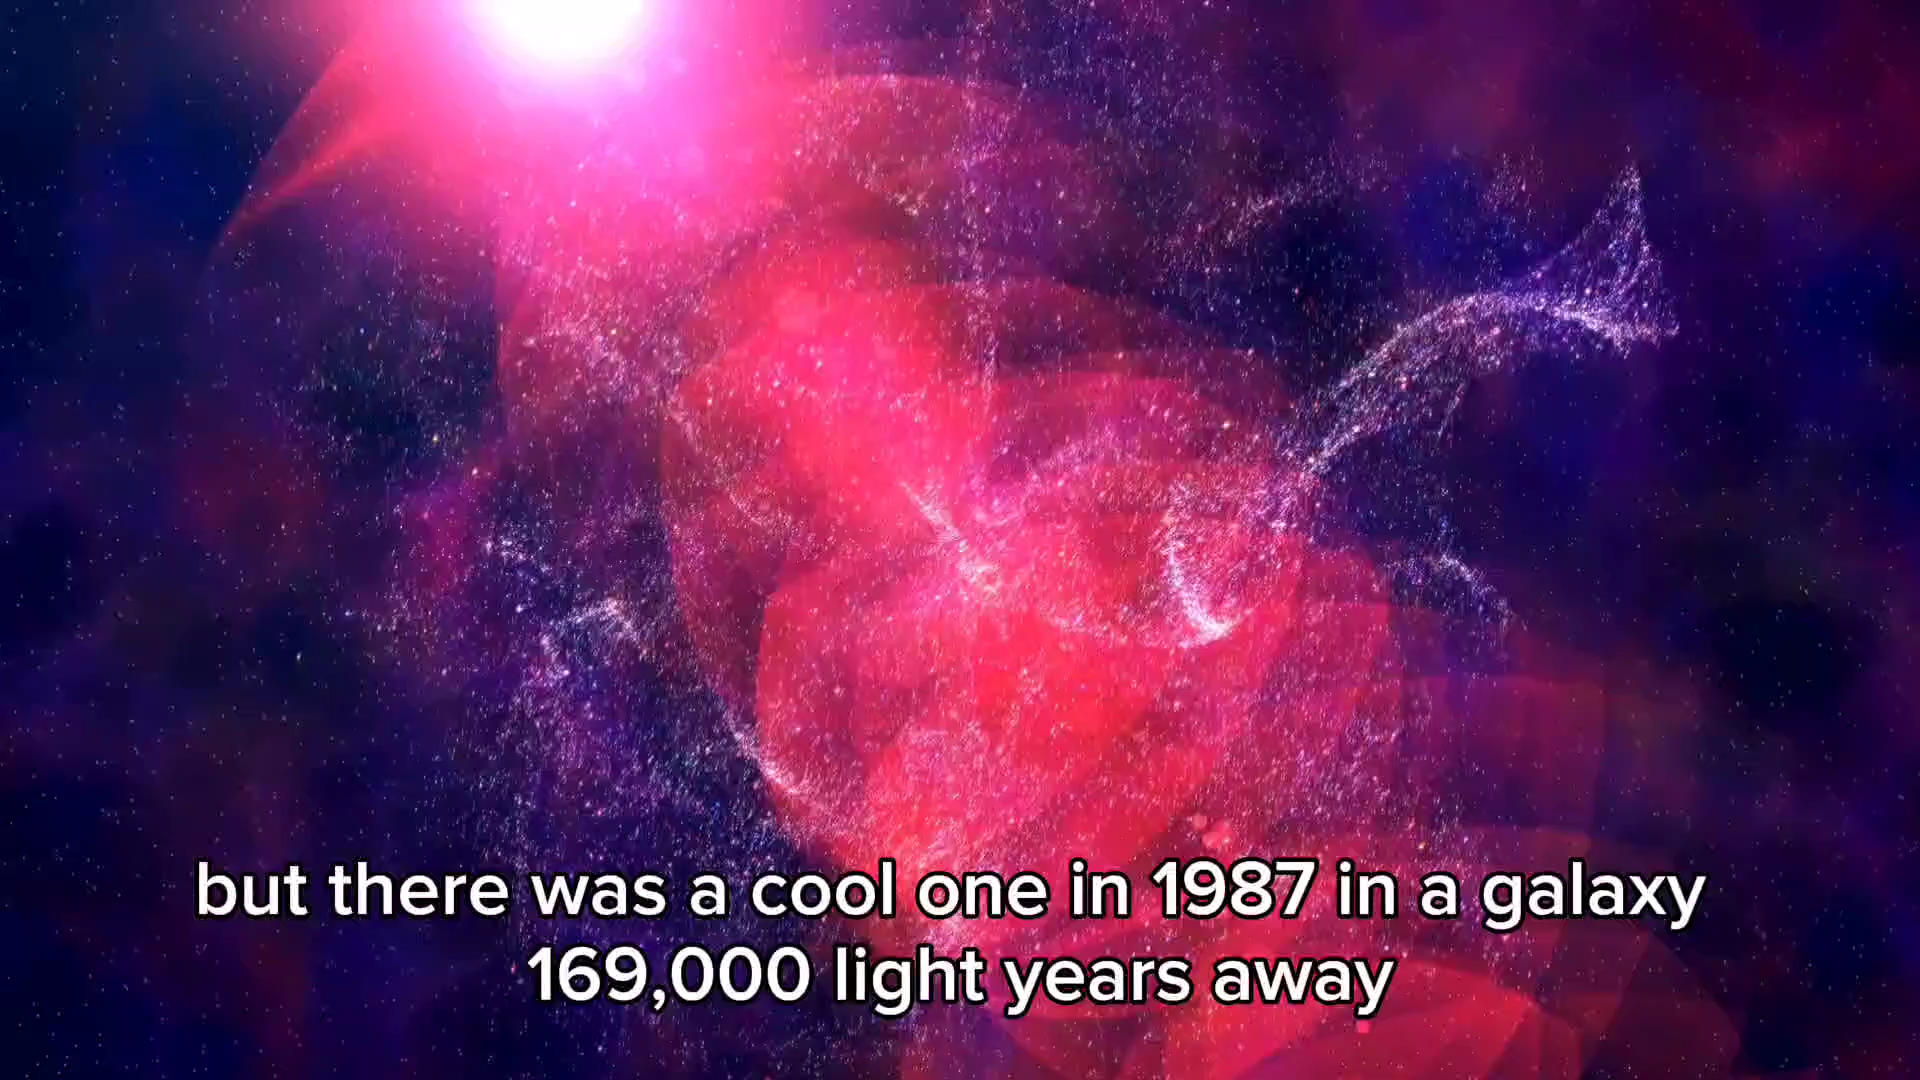 but there was a cool one in 1987 in a galaxy
169,000 light years away